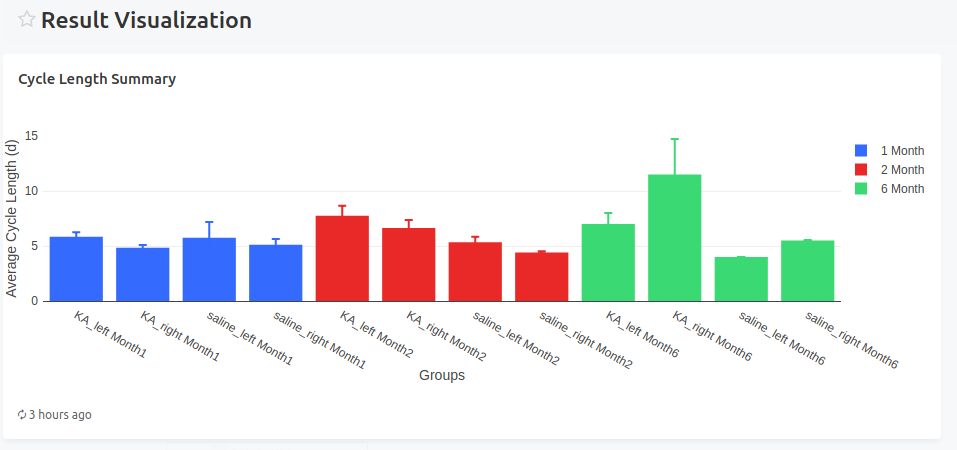 Result Visualization
Cycle Length Summary
Average Cycle Length (d)
15
10
5
0
1 Month
2 Month
6 Month
KA_left Month1
KA_right Month1
saline_left Month1
saline_right Month1
KA_left Month2
KA_right Month2
saline_left Month2
saline_right Month2
KA_left Month6
KA_right Month6
saline_left Month6
saline_right Month6
Groups
3 hours ago